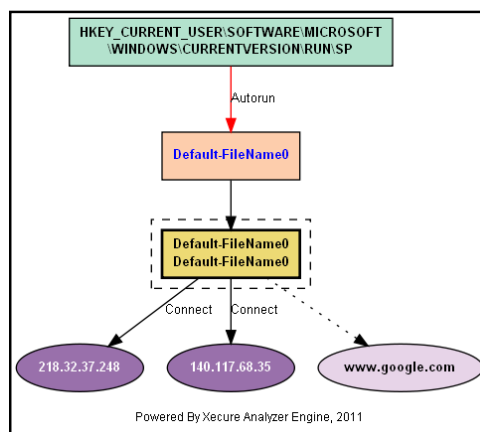 HKEY_CURRENT_USER\SOFTWARE\MICROSOFT
\WINDOWS\CURRENTVERSION\RUN\SP
Autorun
Default-FileName0
Default-FileName0
Default-FileName0
Connect
Connect
218.32.37.248
140.117.68.35
www.google.com
Powered By Xecure Analyzer Engine, 2011